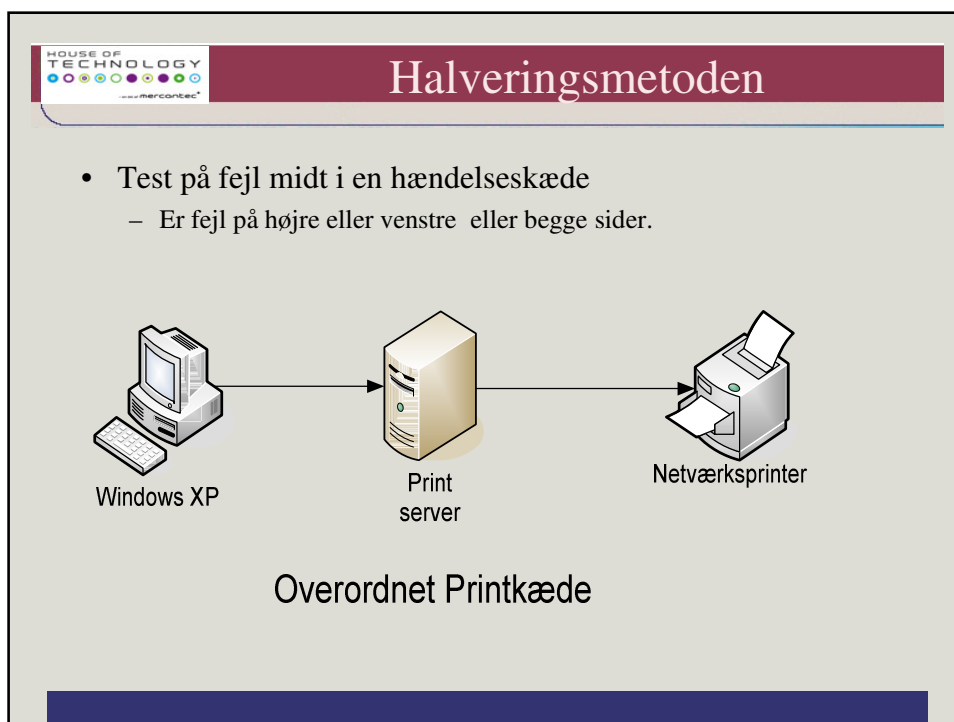 HOUSE OF
TECHNOLOGY
mercantec+
Halveringsmetoden
• Test på fejl midt i en hændelseskæde
– Er fejl på højre eller venstre eller begge sider.
Windows XP
Print
server
Netværksprinter
Overordnet Printkæde